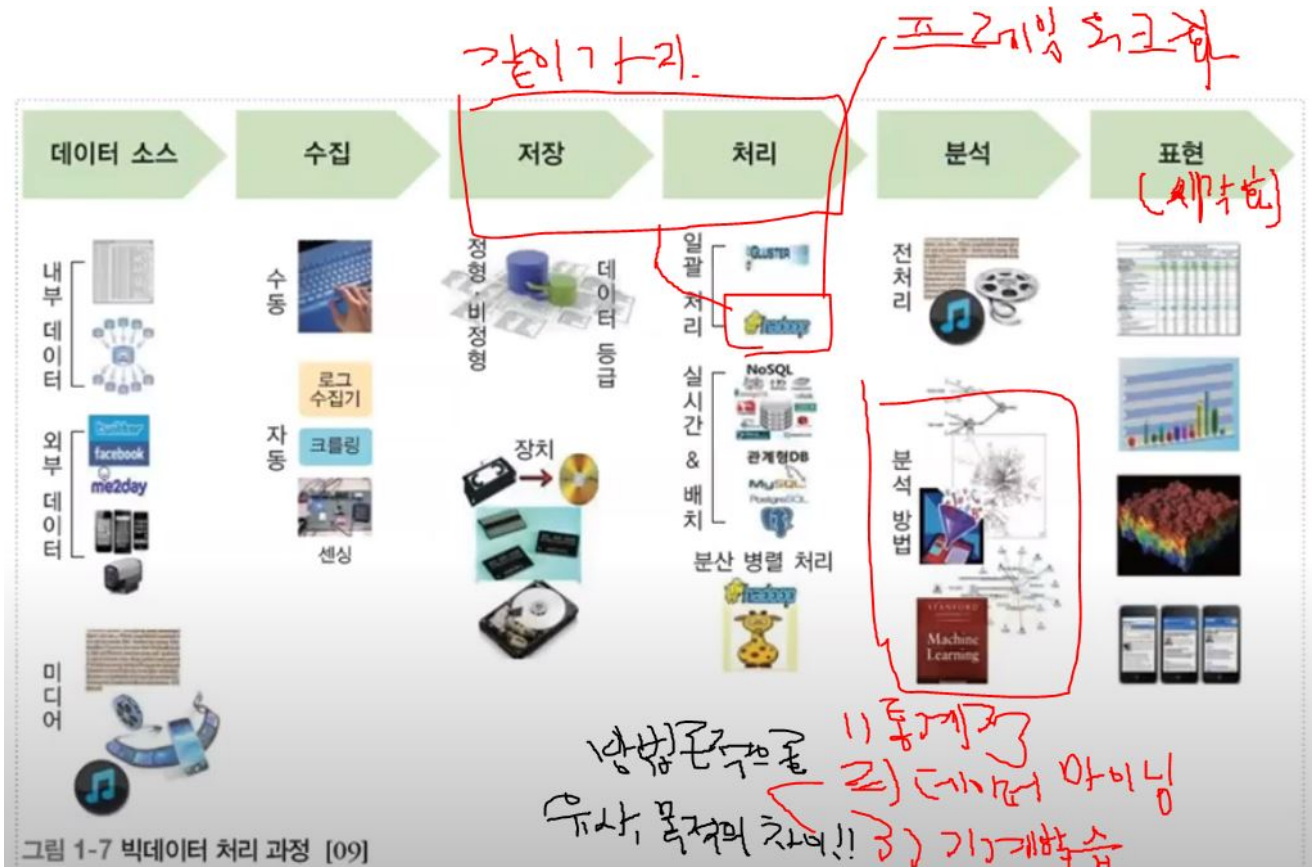 같이가리.
프레임 워크화
데이터 소스
수집
저장
처리
분석
표현
(시각화)
내부 데이터
외부 데이터
twitter
facebook
me2day
미디어
수동
자동
로그
수집기
크롤링
센싱
정형·비정형
데이터 등급
장치
일괄 처리
GLUSTER
hadoop
실시간 & 배치
NoSQL
관계형DB
MySQL
PostgreSQL
분산 병렬 처리
hadoop
전처리
분석 방법
STANFORD
Machine
Learning
방법론적으로
유사, 목적의 차이!!
1) 통계적
2) 데이터 마이닝
3) 기계학습
그림 1-7 빅데이터 처리 과정 [09]